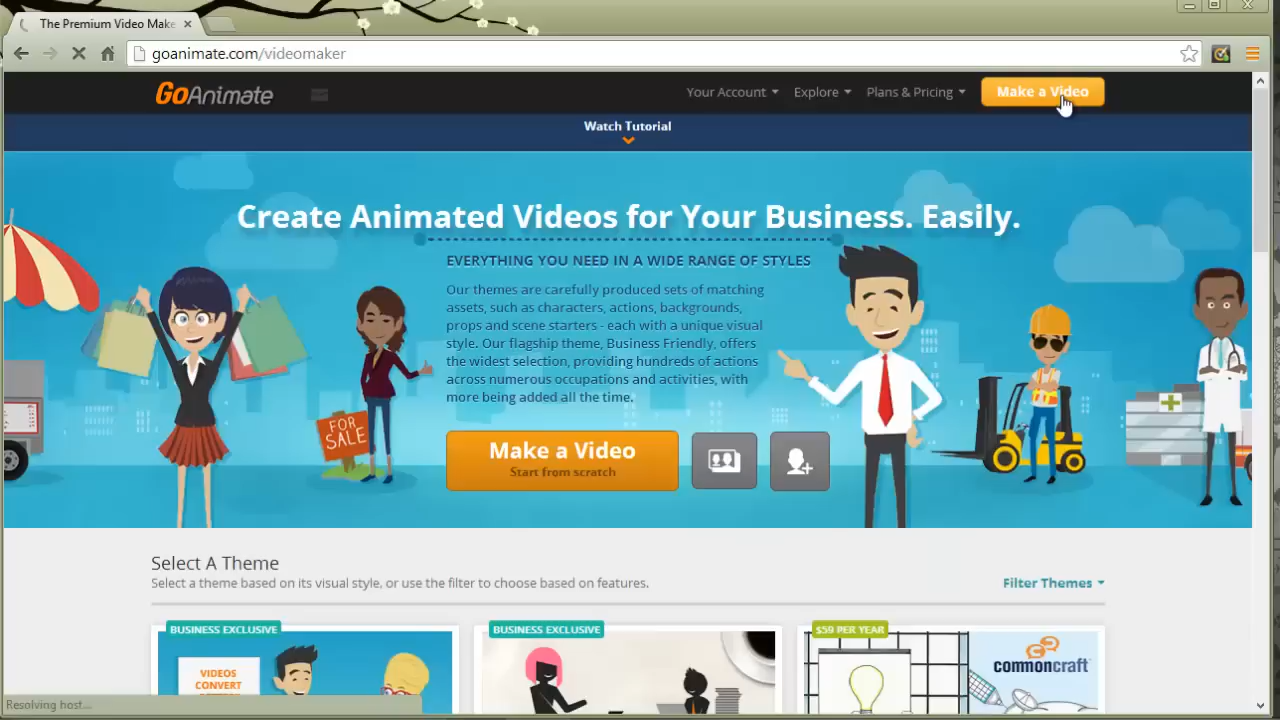 The Premium Video Make
goanimate.com/videomaker
GoAnimate
Your Account
Explore
Plans & Pricing
Make a Video
Watch Tutorial
Create Animated Videos for Your Business. Easily.
EVERYTHING YOU NEED IN A WIDE RANGE OF STYLES
Our themes are carefully produced sets of matching
assets, such as characters, actions, backgrounds,
props and scene starters - each with a unique visual
style. Our flagship theme, Business Friendly, offers
the widest selection, providing hundreds of actions
across numerous occupations and activities, with
more being added all the time.
FOR
SALE
Make a Video
Start from scratch
Select A Theme
Select a theme based on its visual style, or use the filter to choose based on features.
Filter Themes
BUSINESS EXCLUSIVE
BUSINESS EXCLUSIVE
$59 PER YEAR
VIDEOS
CONVERT
commoncraft
Resolving host...